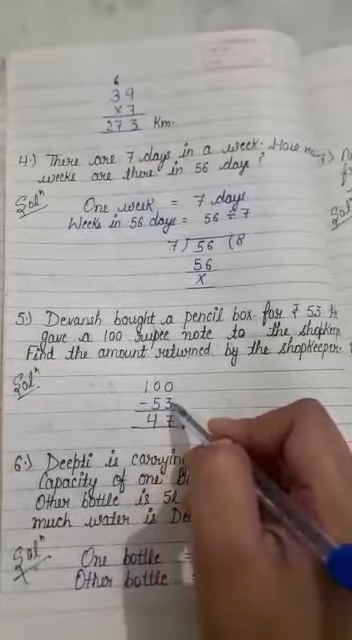 6
39
x 7
273 Km.
4.) There are 7 days in a week. How many
weeks are there in 56 days?
Solⁿ
One week = 7 days
Weeks in 56 days = 56 ÷ 7
7) 56 (8
56
x
5.) Devansh bought a pencil box for ₹ 53
gave a 100 rupee note to the shopkeep
Find the amount returned by the shopkeeper.
Solⁿ
100
- 53
47
6.) Deepti is carrying
Capacity of one
Other bottle is 5l
much water is
Solⁿ
One bottle =
Other bottle =